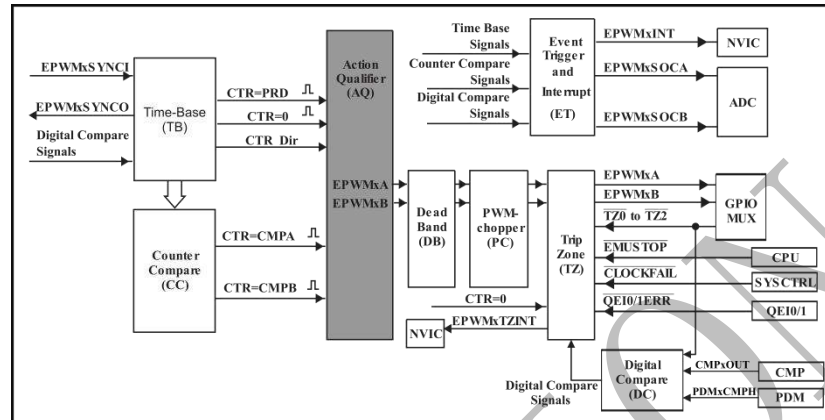 EPWMxSYNCI
EPWMxSYNCO
Digital Compare
Signals
Time-Base
(TB)
CTR=PRD
CTR=0
CTR_Dir
Counter
Compare
(CC)
CTR=CMPA
CTR=CMPB
Action
Qualifier
(AQ)
EPWMxA
EPWMxB
Time Base
Signals
Counter Compare
Signals
Digital Compare
Signals
Event
Trigger
and
Interrupt
(ET)
EPWMxINT
EPWMxSOCA
EPWMxSOCB
NVIC
ADC
Dead
Band
(DB)
PWM-
chopper
(PC)
Trip
Zone
(TZ)
EPWMxA
EPWMxB
TZ0 to TZ2
EMUSTOP
CLOCKFAIL
QEI0/1ERR
GPIO
MUX
CPU
SYSCTRL
QEI0/1
CTR=0
EPWMxTZINT
NVIC
Digital Compare
Signals
Digital
Compare
(DC)
CMPxOUT
PDMxCMPH
CMP
PDM